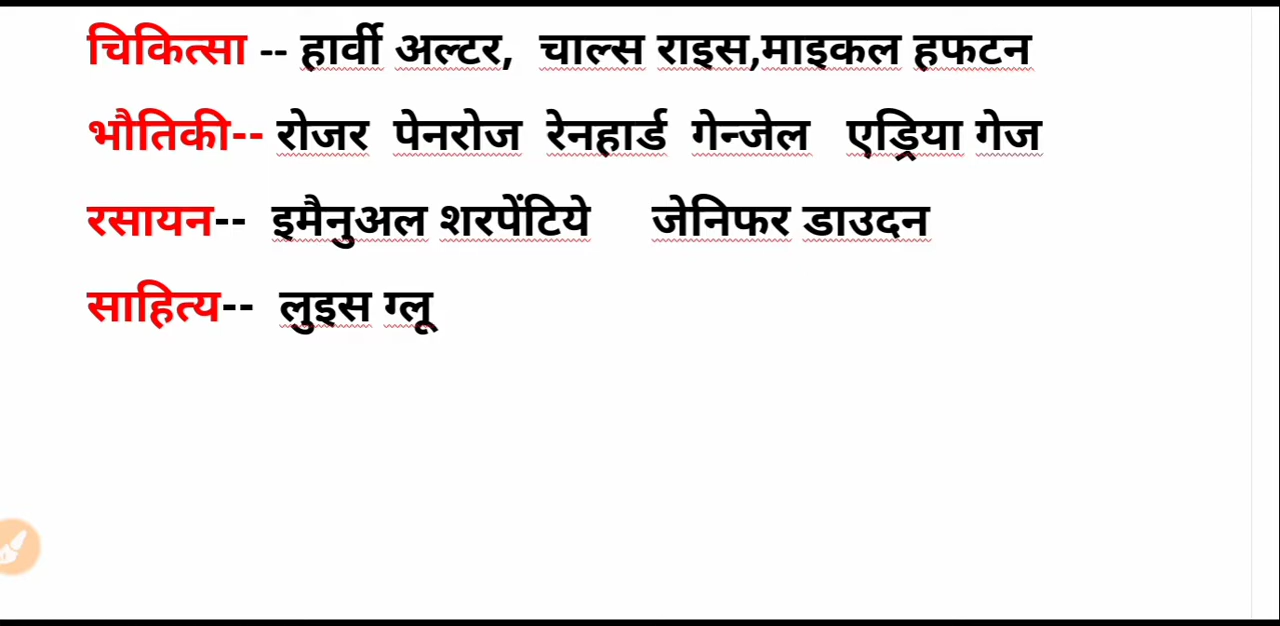 चिकित्सा -- हार्वी अल्टर, चाल्स राइस,माइकल हफटन
भौतिकी-- रोजर पेनरोज रेनहार्ड गेन्जेल एड्रिया गेज
रसायन-- इमैनुअल शरपेंटिये जेनिफर डाउदन
साहित्य-- लुइस ग्लू